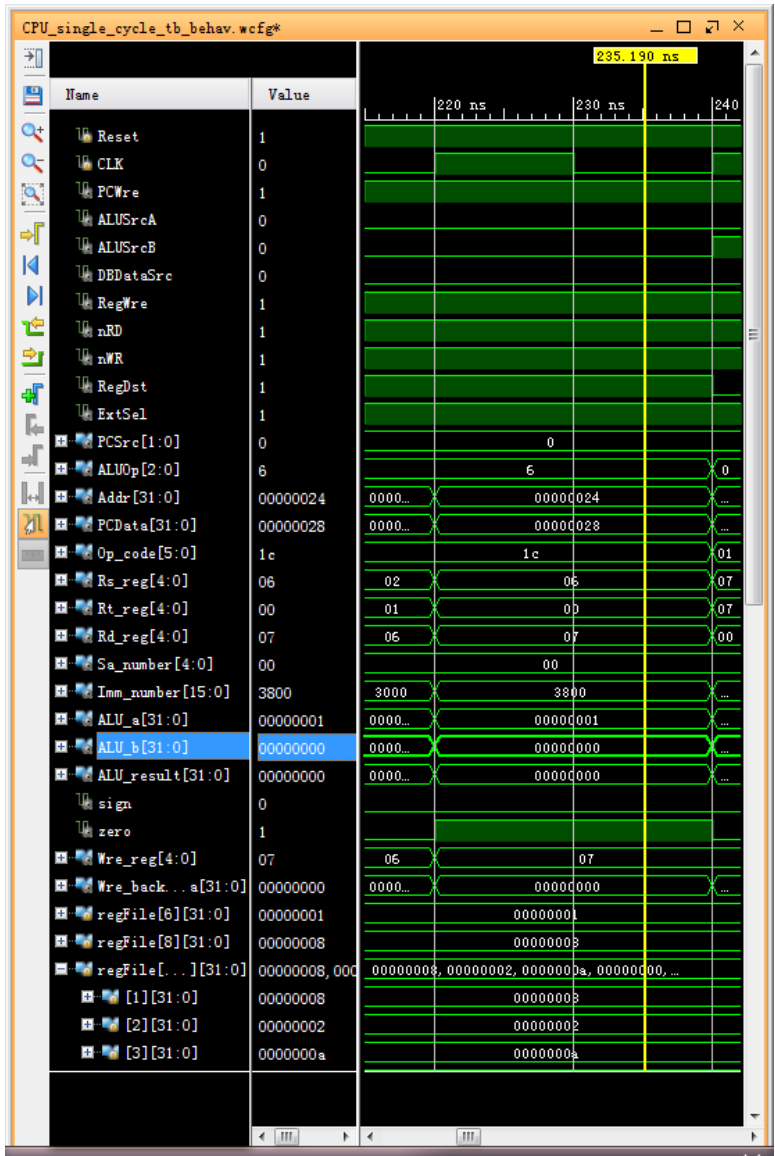 CPU_single_cycle_tb_behav.wcfg*
235.190 ns
Name Value
220 ns 230 ns 240
Reset 1
CLK 0
PCWre 1
ALUSrcA 0
ALUSrcB 0
DBDataSrc 0
RegWre 1
nRD 1
nWR 1
RegDst 1
ExtSel 1
PCSrc[1:0] 0 0
ALUOp[2:0] 6 6 0
Addr[31:0] 00000024 0000... 00000024 ...
PCData[31:0] 00000028 0000... 00000028 ...
Op_code[5:0] 1c 1c 01
Rs_reg[4:0] 06 02 06 07
Rt_reg[4:0] 00 01 00 07
Rd_reg[4:0] 07 06 07 00
Sa_number[4:0] 00 00
Imm_number[15:0] 3800 3000 3800 ...
ALU_a[31:0] 00000001 0000... 00000001 ...
ALU_b[31:0] 00000000 0000... 00000000 ...
ALU_result[31:0] 00000000 0000... 00000000 ...
sign 0
zero 1
Wre_reg[4:0] 07 06 07
Wre_back...a[31:0] 00000000 0000... 00000000 ...
regFile[6][31:0] 00000001 00000001
regFile[8][31:0] 00000008 00000008
regFile[...][31:0] 00000008,000 00000008, 00000002, 0000000a, 00000000, ...
[1][31:0] 00000008 00000008
[2][31:0] 00000002 00000002
[3][31:0] 0000000a 0000000a